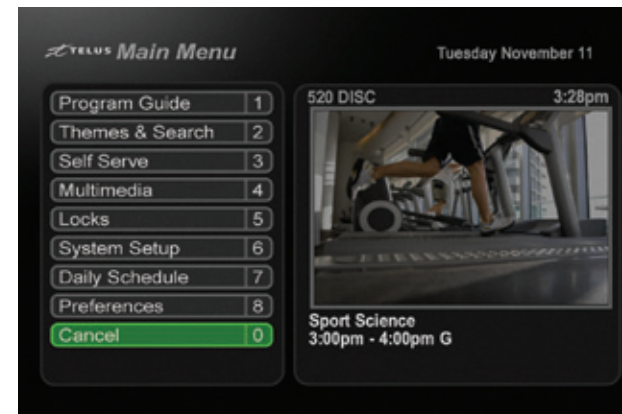 TELUS Main Menu
Tuesday November 11
Program Guide 1
Themes & Search 2
Self Serve 3
Multimedia 4
Locks 5
System Setup 6
Daily Schedule 7
Preferences 8
Cancel 0
520 DISC 3:28pm
Sport Science
3:00pm - 4:00pm G